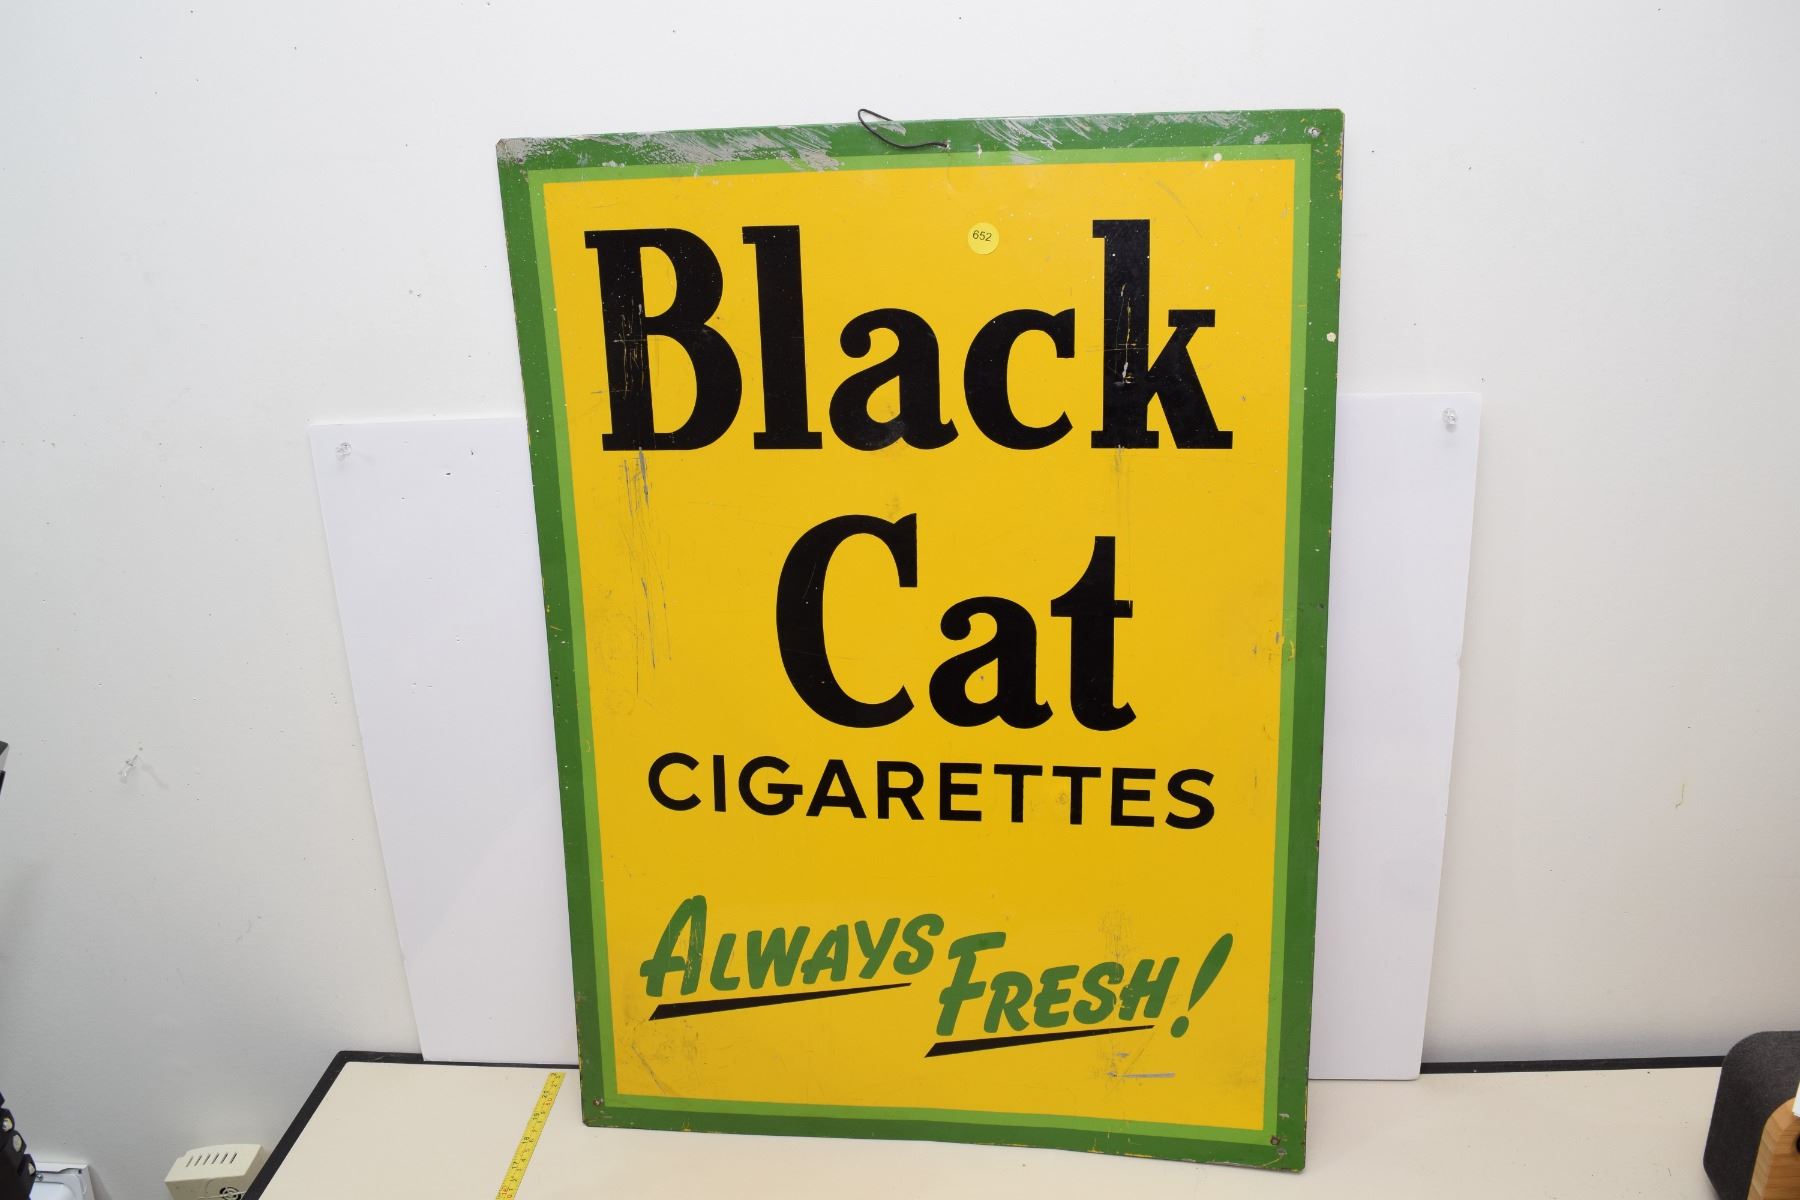 652
Black
Cat
CIGARETTES
ALWAYS
FRESH!